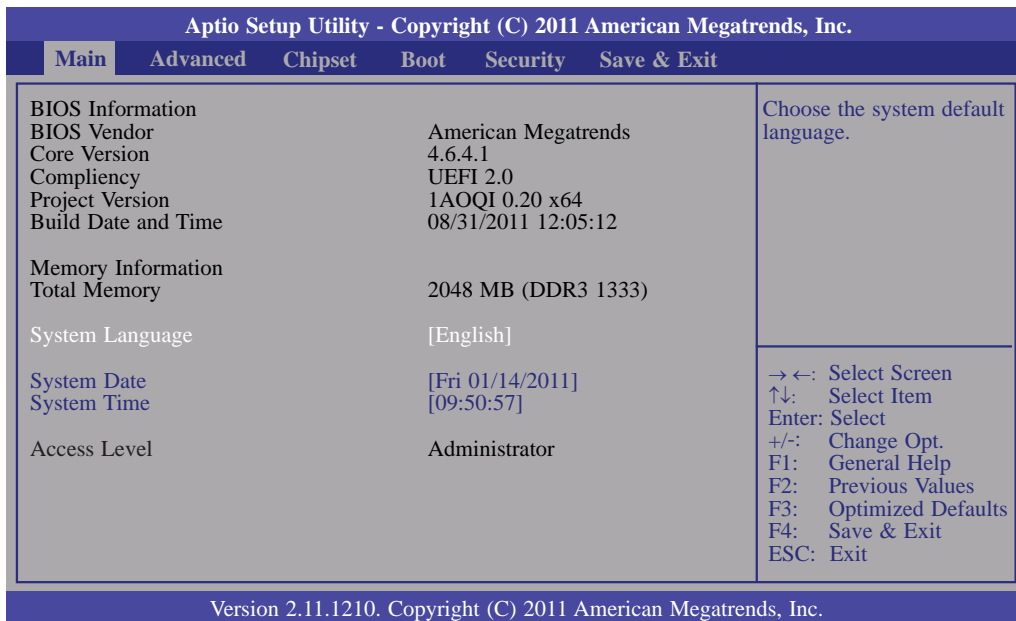 Aptio Setup Utility - Copyright (C) 2011 American Megatrends, Inc.
Main Advanced Chipset Boot Security Save & Exit
BIOS Information
BIOS Vendor American Megatrends
Core Version 4.6.4.1
Compliency UEFI 2.0
Project Version 1AOQI 0.20 x64
Build Date and Time 08/31/2011 12:05:12
Memory Information
Total Memory 2048 MB (DDR3 1333)
System Language [English]
System Date [Fri 01/14/2011]
System Time [09:50:57]
Access Level Administrator
Choose the system default
language.
→ ←: Select Screen
↑↓: Select Item
Enter: Select
+/-: Change Opt.
F1: General Help
F2: Previous Values
F3: Optimized Defaults
F4: Save & Exit
ESC: Exit
Version 2.11.1210. Copyright (C) 2011 American Megatrends, Inc.